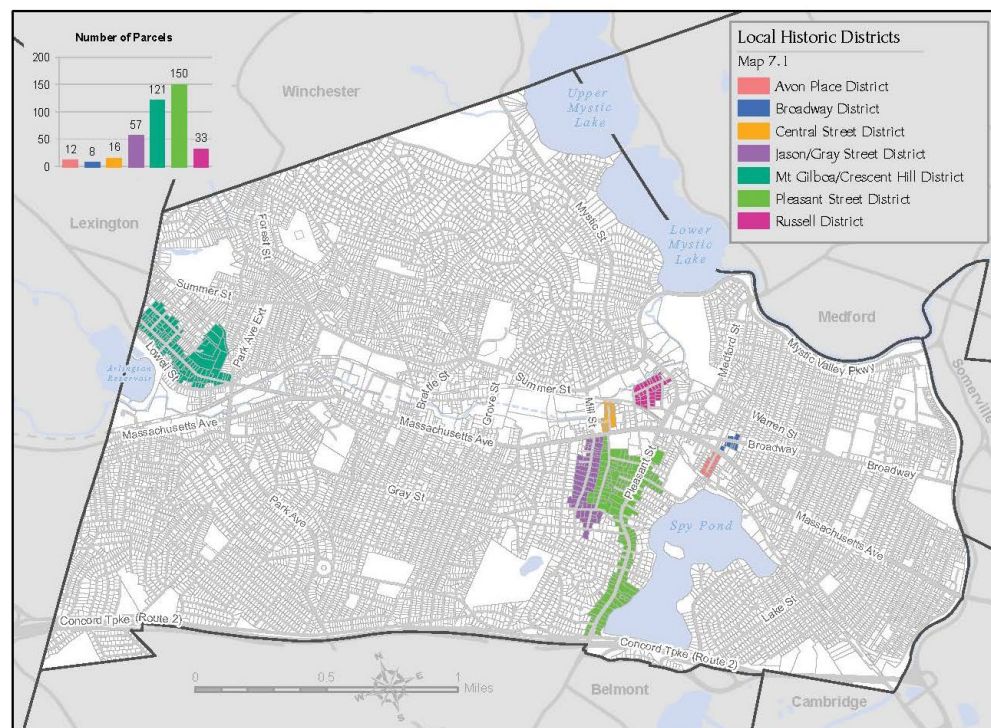 Number of Parcels
200
150
100
50
0
12
8
16
57
121
150
33
Local Historic Districts
Map 7.1
Avon Place District
Broadway District
Central Street District
Jason/Gray Street District
Mt Gilboa/Crescent Hill District
Pleasant Street District
Russell District
Winchester
Upper
Mystic
Lake
Lexington
Forest St
Mystic St
Lower
Mystic
Lake
Summer St
Medford
Park Ave Ext
Lowell St
Arlington
Reservoir
Medford St
Mystic Valley Pkwy
Somerville
Brattle St
Grove St
Summer St
Mill St
Massachusetts Ave
Massachusetts Ave
Warren St
Broadway
Broadway
Pleasant St
Gray St
Park Ave
Spy Pond
Massachusetts Ave
Lake St
Concord Tpke (Route 2)
Concord Tpke (Route 2)
N
E
S
W
0
0.5
1
Miles
Belmont
Cambridge